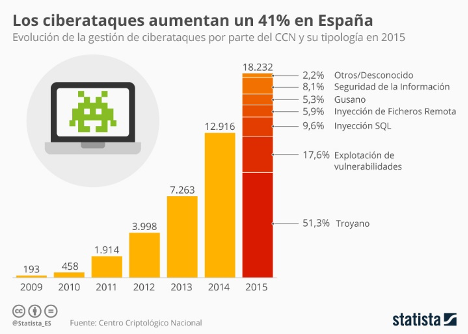 Los ciberataques aumentan un 41% en España
Evolución de la gestión de ciberataques por parte del CCN y su tipología en 2015
18.232
2,2% Otros/Desconocido
8,1% Seguridad de la Información
5,3% Gusano
5,9% Inyección de Ficheros Remota
9,6% Inyección SQL
17,6% Explotación de
vulnerabilidades
51,3% Troyano
12.916
7.263
3.998
1.914
458
193
2009 2010 2011 2012 2013 2014 2015
@Statista_ES
Fuente: Centro Criptológico Nacional
statista